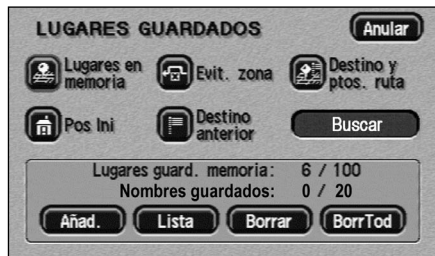 LUGARES GUARDADOS
Anular
Lugares en
memoria
Evit. zona
Destino y
ptos. ruta
Pos Ini
Destino
anterior
Buscar
Lugares guard. memoria: 6 / 100
Nombres guardados: 0 / 20
Añad.
Lista
Borrar
BorrTod